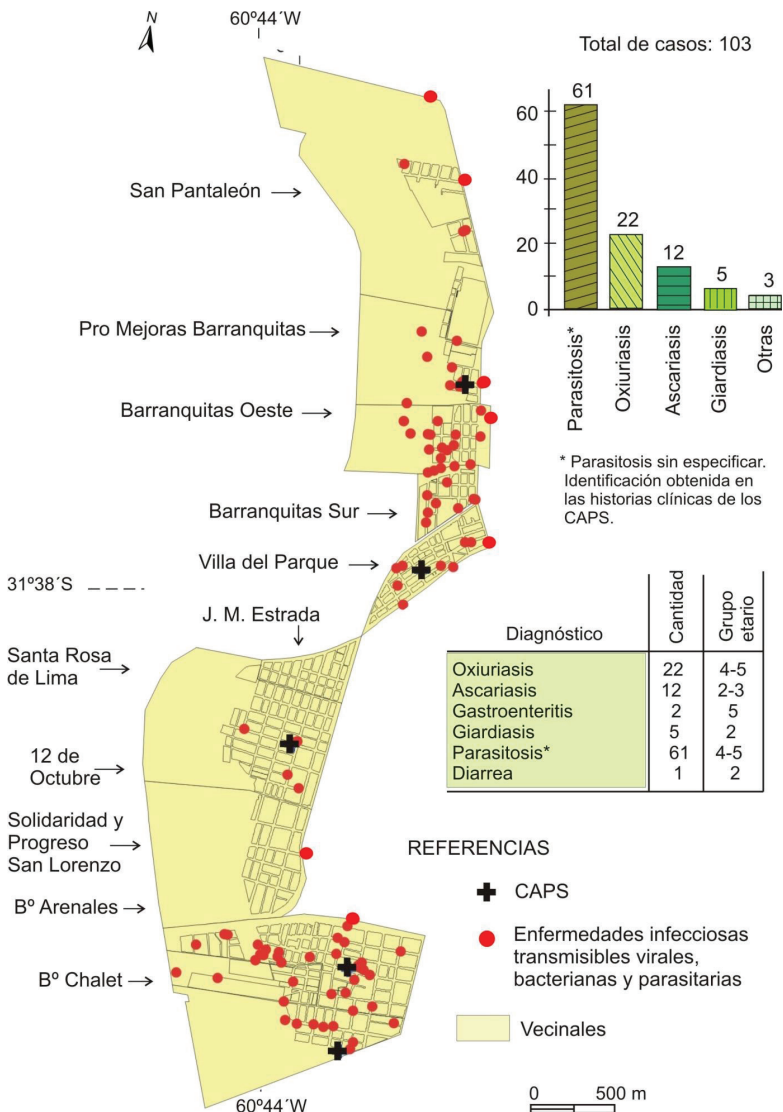 N
60º44´W
Total de casos: 103
61
60
40
22
20
12
5
3
0
Parasitosis*
Oxiuriasis
Ascariasis
Giardiasis
Otras
* Parasitosis sin especificar.
Identificación obtenida en
las historias clínicas de los
CAPS.
San Pantaleón
Pro Mejoras Barranquitas
Barranquitas Oeste
Barranquitas Sur
Villa del Parque
31º38´S
J. M. Estrada
Santa Rosa
de Lima
12 de
Octubre
Solidaridad y
Progreso
San Lorenzo
Bº Arenales
Bº Chalet
Diagnóstico Cantidad Grupo etario
Oxiuriasis 22 4-5
Ascariasis 12 2-3
Gastroenteritis 2 5
Giardiasis 5 2
Parasitosis* 61 4-5
Diarrea 1 2
REFERENCIAS
CAPS
Enfermedades infecciosas
transmisibles virales,
bacterianas y parasitarias
Vecinales
0 500 m
60º44´W